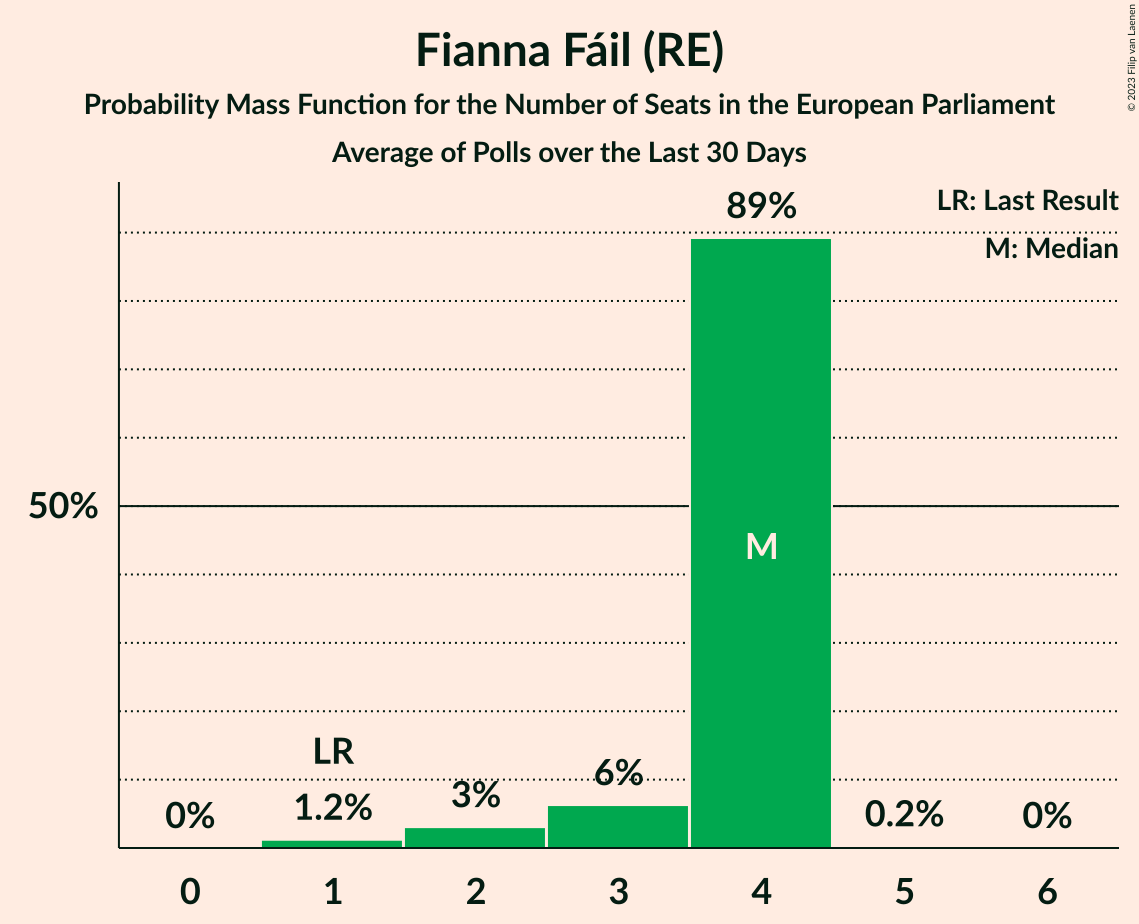 Fianna Fáil (RE)
Probability Mass Function for the Number of Seats in the European Parliament
Average of Polls over the Last 30 Days
© 2023 Filip van Laenen
LR: Last Result
M: Median
89%
50%
M
LR
0%
1.2%
3%
6%
0.2%
0%
0 1 2 3 4 5 6